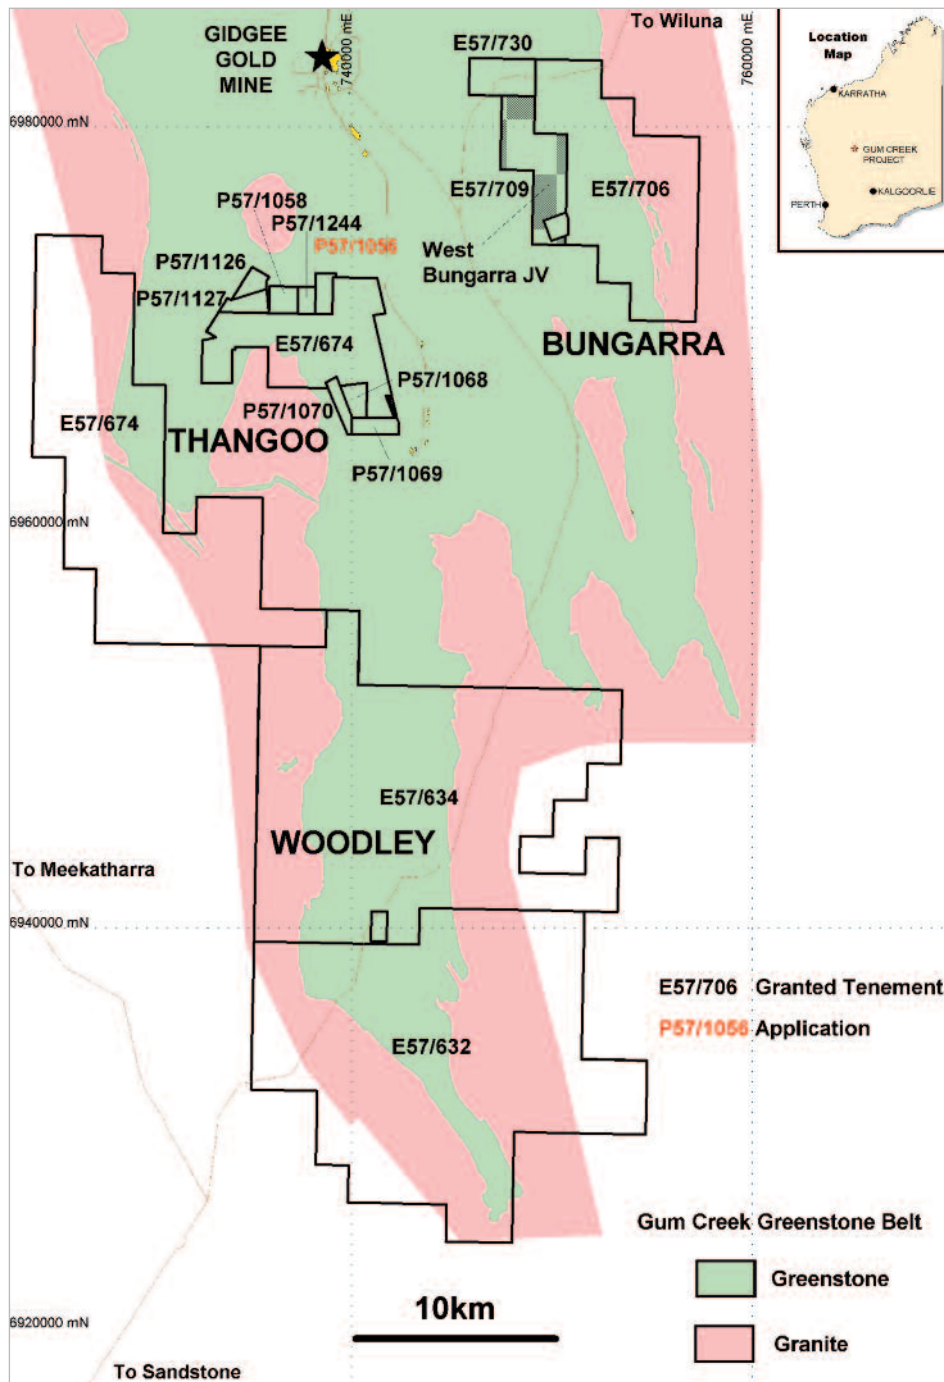 To Wiluna
GIDGEE
GOLD
MINE
740000 mE
E57/730
760000 mE.
Location
Map
KARRATHA
GUM CREEK
PROJECT
KALGOORLIE
PERTH
6980000 mN
P57/1058
P57/1244
P57/1056
E57/709
E57/706
West
Bungarra JV
P57/1126
P57/1127
E57/674
BUNGARRA
P57/1068
P57/1070
E57/674
THANGOO
P57/1069
6960000 mN
E57/634
WOODLEY
To Meekatharra
6940000 mN
E57/706 Granted Tenement
P57/1056 Application
E57/632
Gum Creek Greenstone Belt
Greenstone
10km
6920000 mN
Granite
To Sandstone